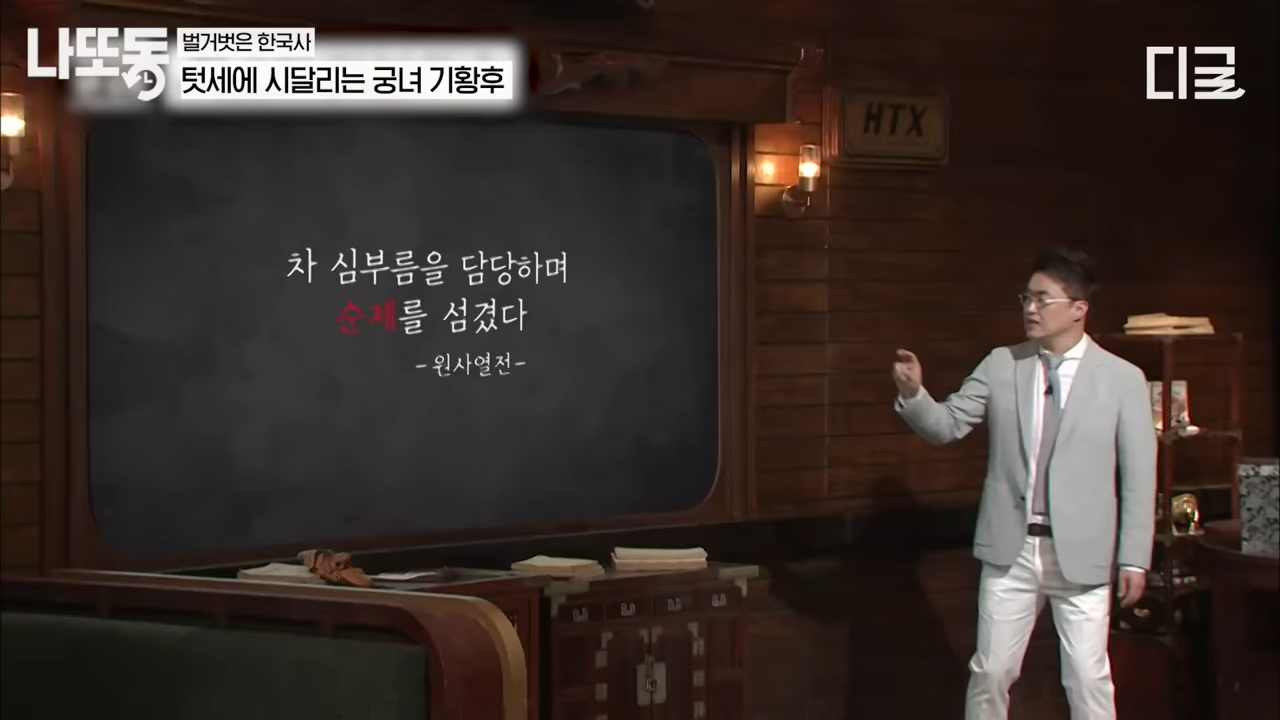 나또동
벌거벗은 한국사
텃세에 시달리는 궁녀 기황후
디글
HTX
차 심부름을 담당하며
순제를 섬겼다
-원사열전-